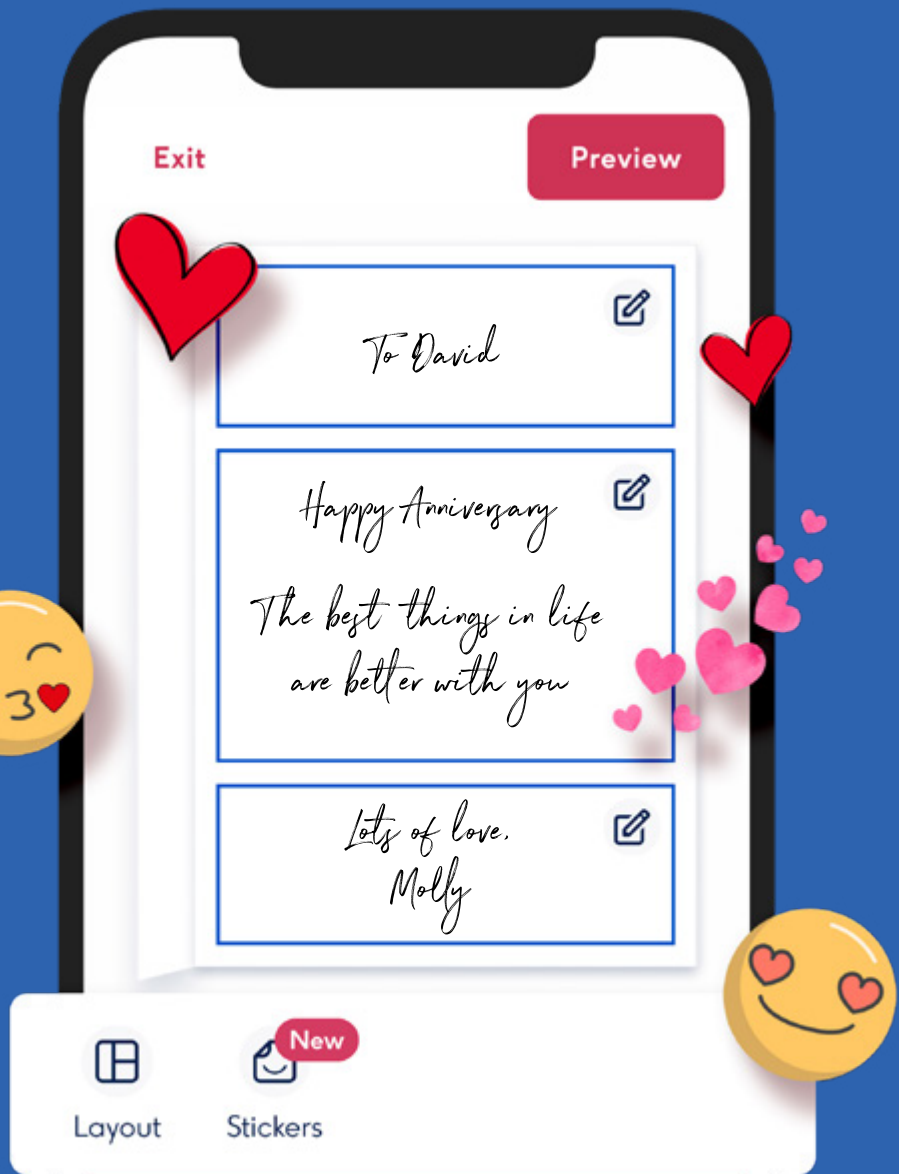 Exit
Preview
To David
Happy Anniversary
The best things in life
are better with you
Lots of love,
Molly
New
Layout
Stickers